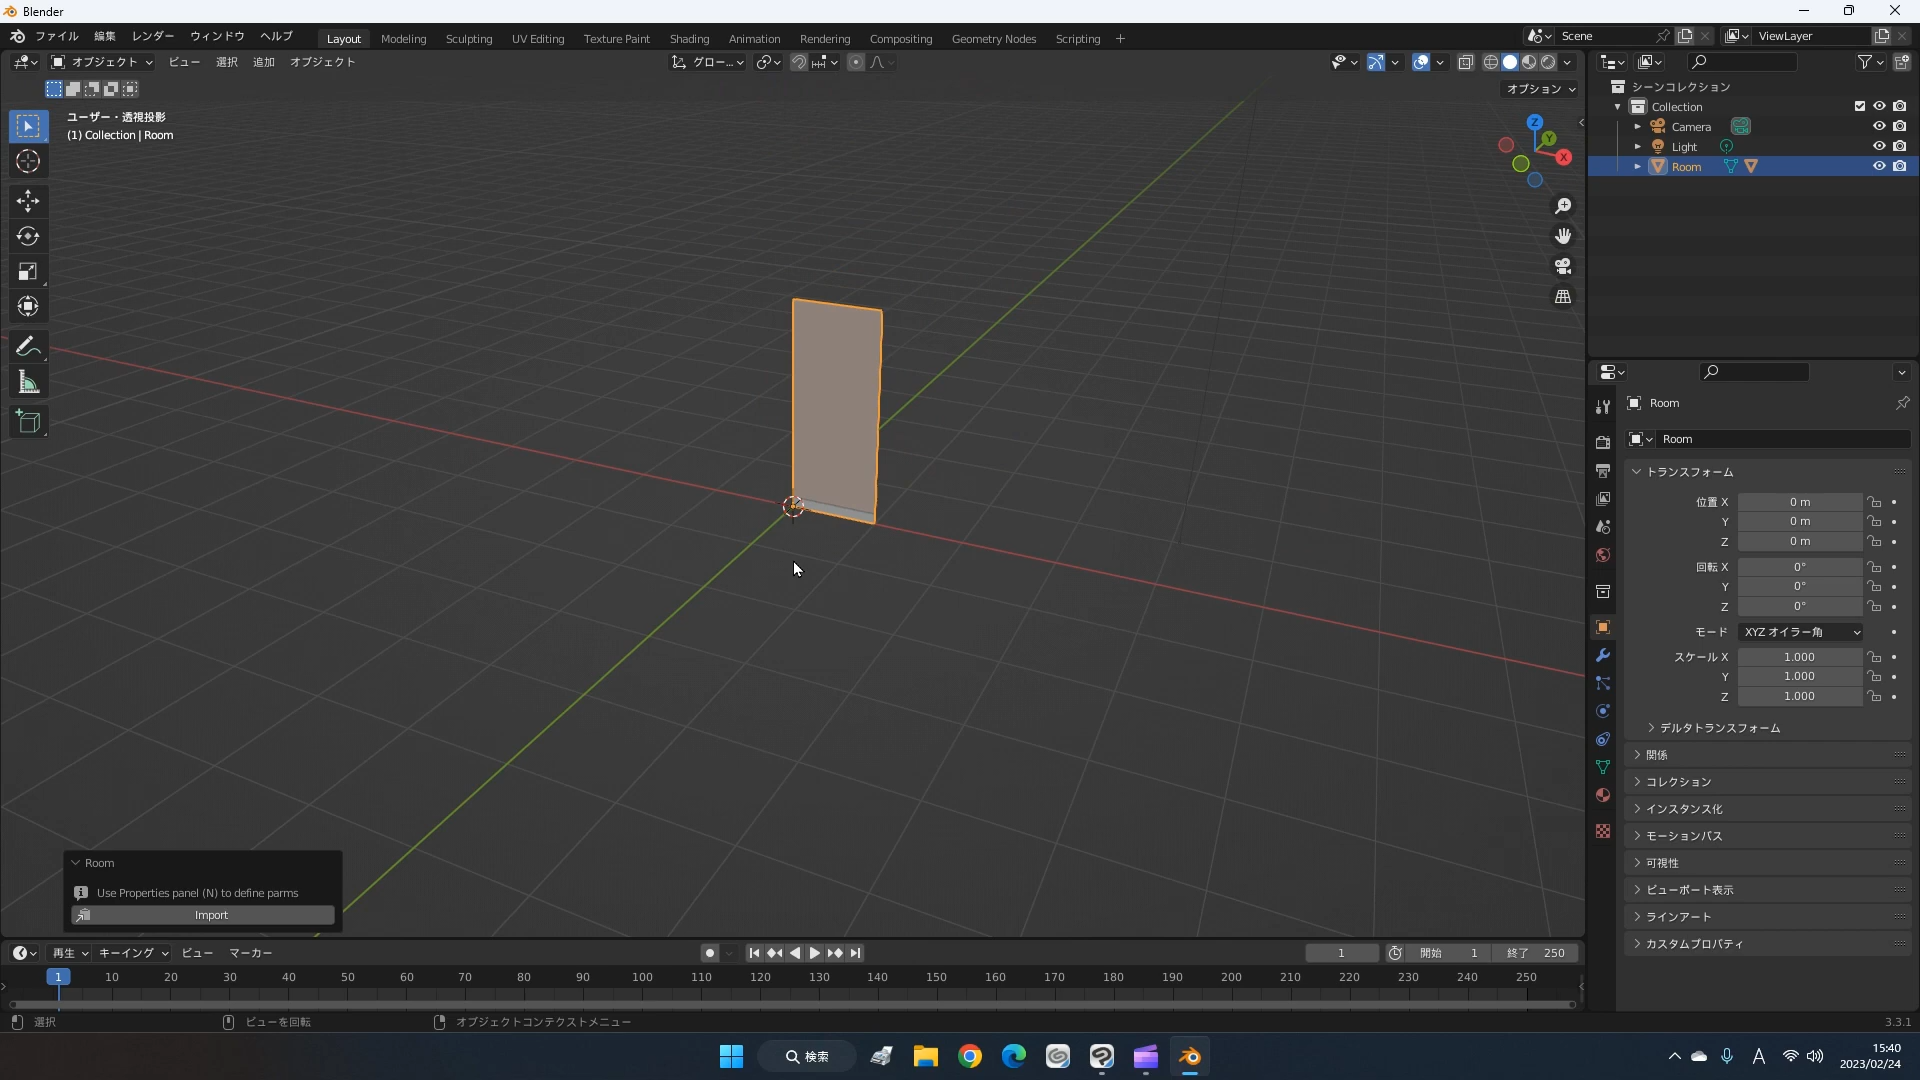 Blender
ファイル 編集 レンダー ウィンドウ ヘルプ Layout Modeling Sculpting UV Editing Texture Paint Shading Animation Rendering Compositing Geometry Nodes Scripting + Scene ViewLayer
オブジェクト ビュー 選択 追加 オブジェクト グロー...
オプション
ユーザー・透視投影
(1) Collection | Room
Z
Y
X
シーンコレクション
Collection
Camera
Light
Room
Room
Room
トランスフォーム
位置 X 0 m
Y 0 m
Z 0 m
回転 X 0°
Y 0°
Z 0°
モード XYZ オイラー角
スケール X 1.000
Y 1.000
Z 1.000
デルタトランスフォーム
関係
コレクション
インスタンス化
モーションパス
可視性
ビューポート表示
ラインアート
カスタムプロパティ
Room
Use Properties panel (N) to define parms
Import
再生 キーイング ビュー マーカー 1 開始 1 終了 250
1 10 20 30 40 50 60 70 80 90 100 110 120 130 140 150 160 170 180 190 200 210 220 230 240 250
選択 ビューを回転 オブジェクトコンテクストメニュー 3.3.1
検索 A 15:40
2023/02/24